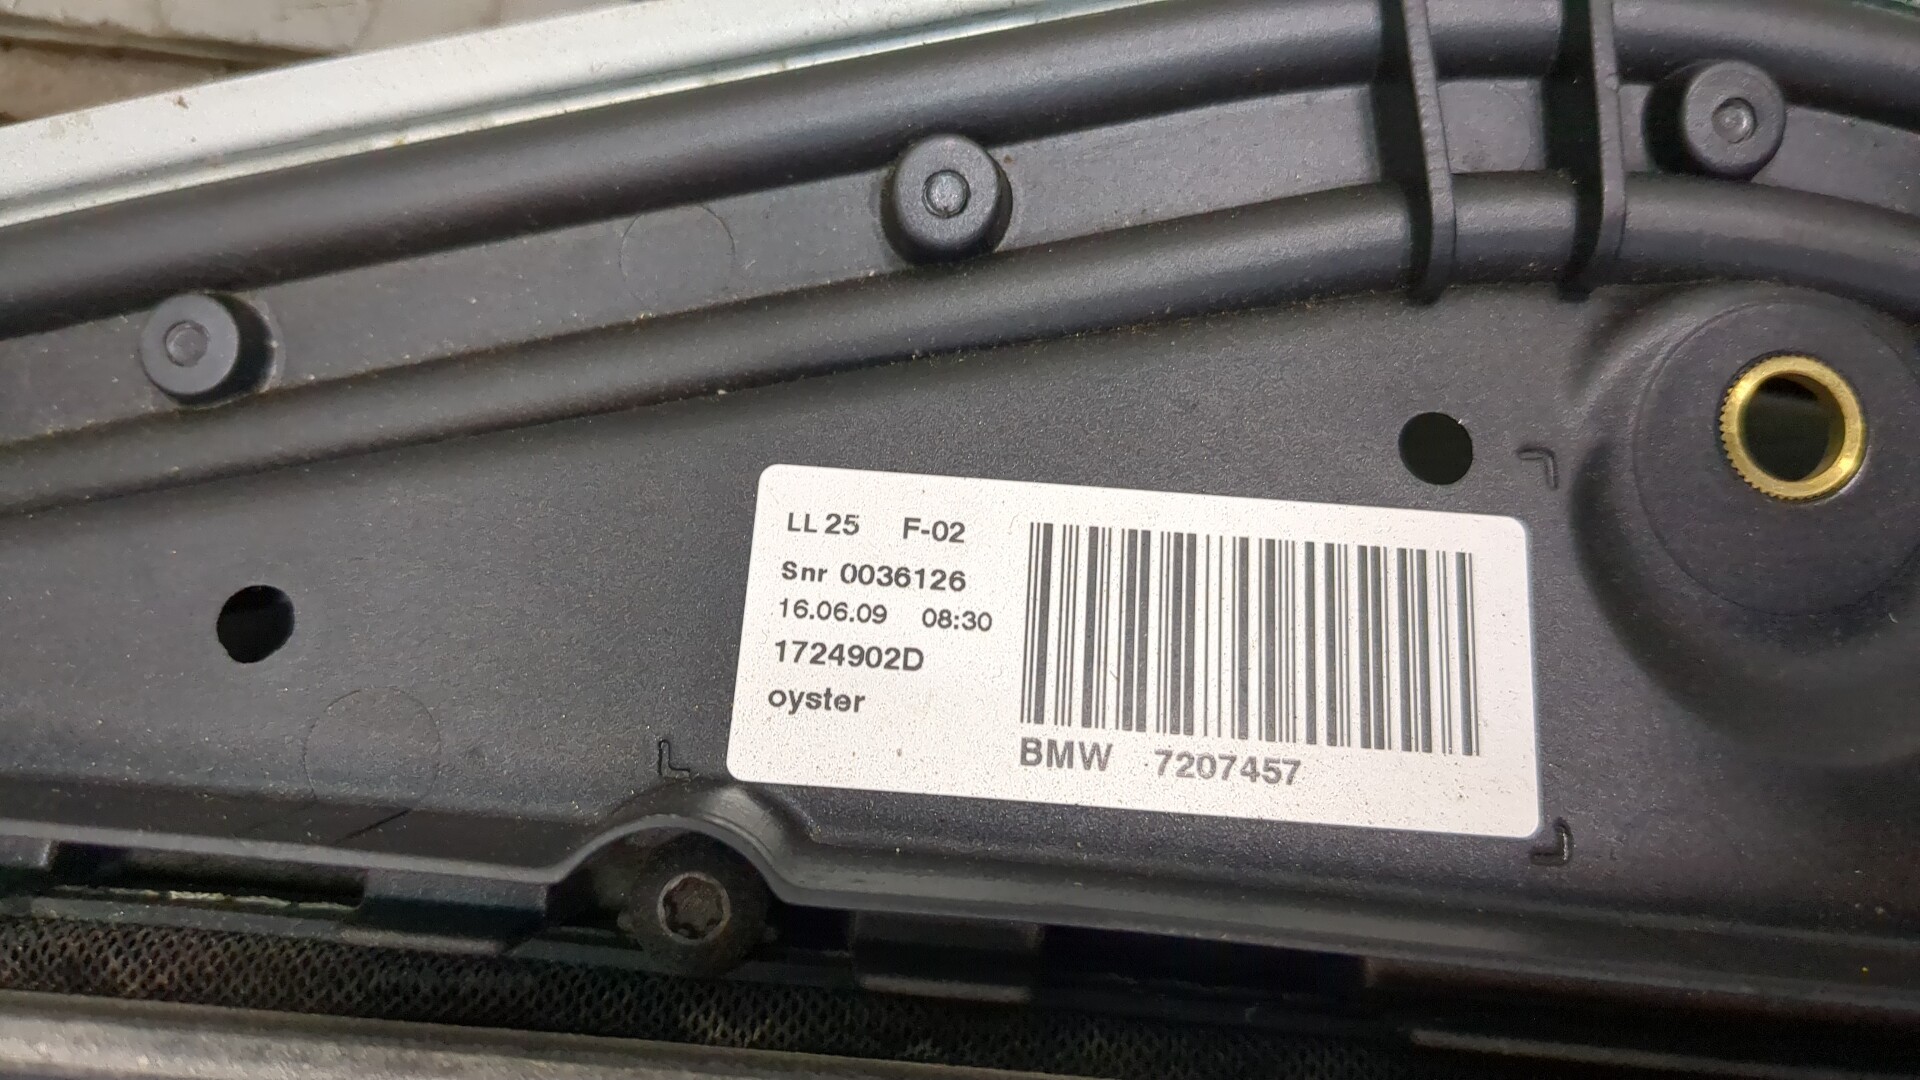 LL 25 F-02
Snr 0036126
16.06.09 08:30
1724902D
oyster
BMW 7207457